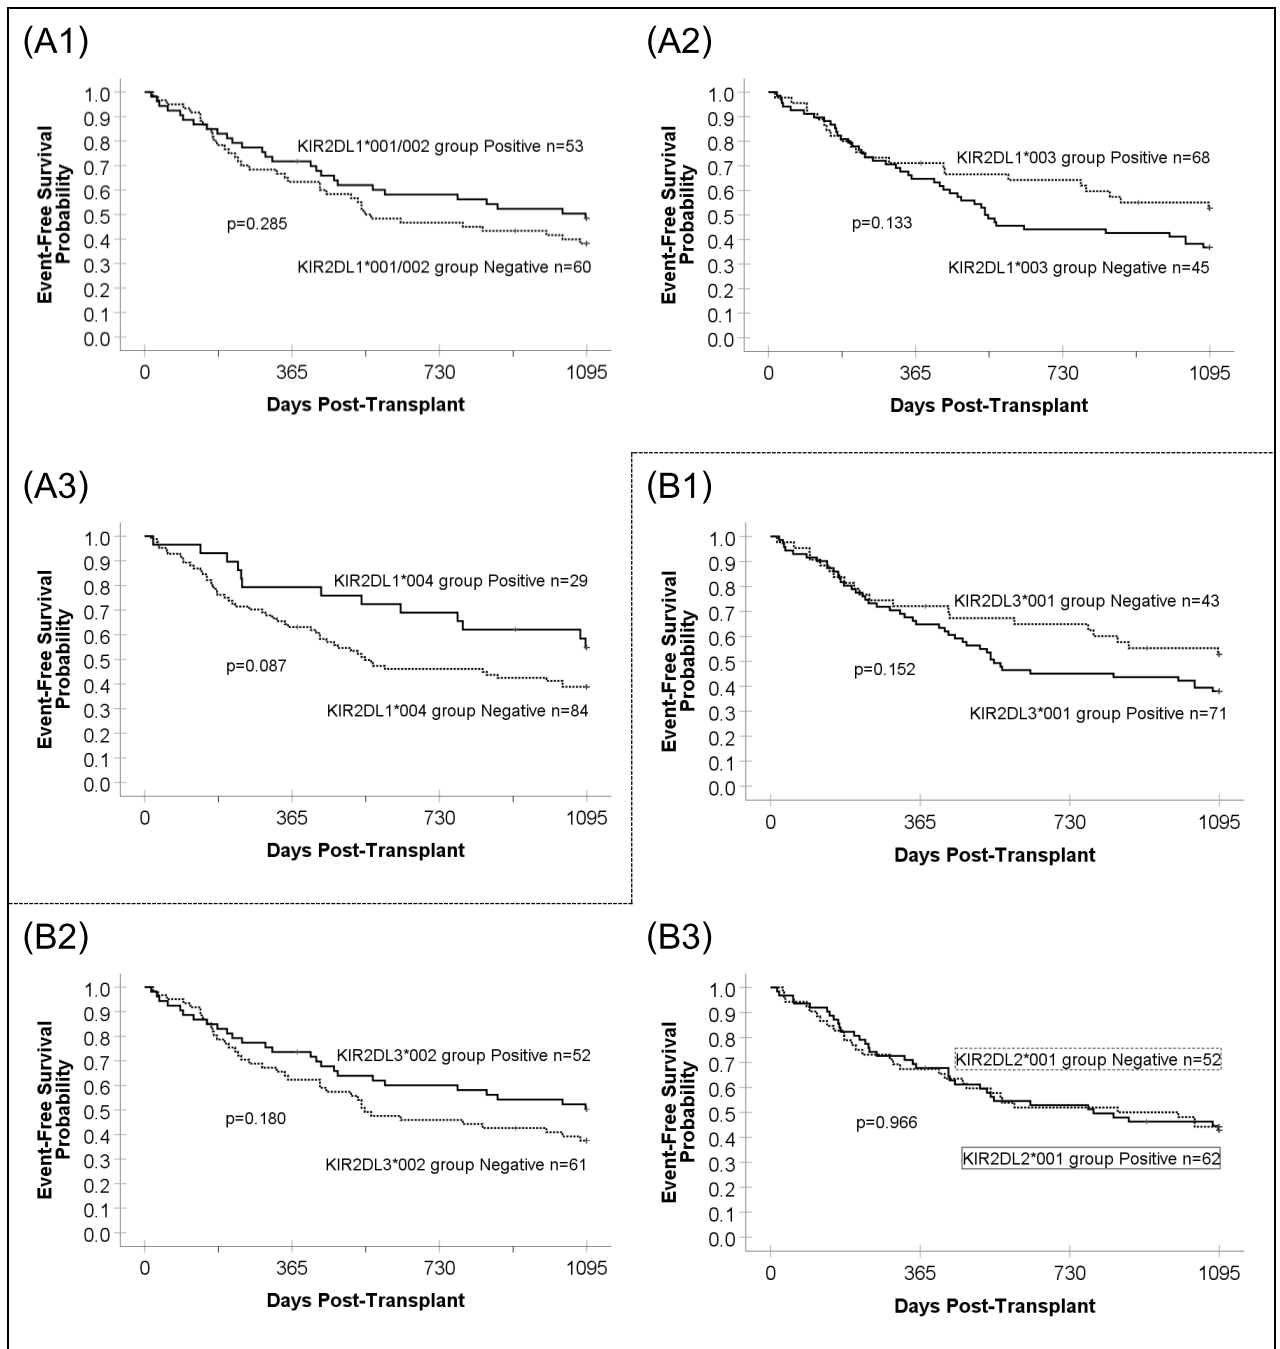 (A1)
Event-Free Survival
Probability
1.0
0.9
0.8
0.7
0.6
0.5
0.4
0.3
0.2
0.1
0.0
KIR2DL1*001/002 group Positive n=53
p=0.285
KIR2DL1*001/002 group Negative n=60
0
365
730
1095
Days Post-Transplant
(A2)
Event-Free Survival
Probability
1.0
0.9
0.8
0.7
0.6
0.5
0.4
0.3
0.2
0.1
0.0
KIR2DL1*003 group Positive n=68
p=0.133
KIR2DL1*003 group Negative n=45
0
365
730
1095
Days Post-Transplant
(A3)
Event-Free Survival
Probability
1.0
0.9
0.8
0.7
0.6
0.5
0.4
0.3
0.2
0.1
0.0
KIR2DL1*004 group Positive n=29
p=0.087
KIR2DL1*004 group Negative n=84
0
365
730
1095
Days Post-Transplant
(B1)
Event-Free Survival
Probability
1.0
0.9
0.8
0.7
0.6
0.5
0.4
0.3
0.2
0.1
0.0
KIR2DL3*001 group Negative n=43
p=0.152
KIR2DL3*001 group Positive n=71
0
365
730
1095
Days Post-Transplant
(B2)
Event-Free Survival
Probability
1.0
0.9
0.8
0.7
0.6
0.5
0.4
0.3
0.2
0.1
0.0
KIR2DL3*002 group Positive n=52
p=0.180
KIR2DL3*002 group Negative n=61
0
365
730
1095
Days Post-Transplant
(B3)
Event-Free Survival
Probability
1.0
0.9
0.8
0.7
0.6
0.5
0.4
0.3
0.2
0.1
0.0
KIR2DL2*001 group Negative n=52
p=0.966
KIR2DL2*001 group Positive n=62
0
365
730
1095
Days Post-Transplant